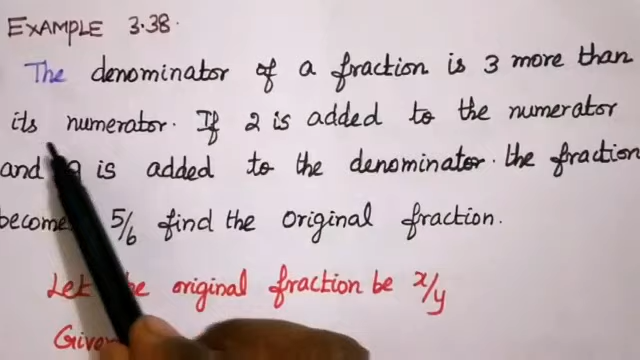 EXAMPLE 3.38.
The denominator of a fraction is 3 more than
its numerator. If 2 is added to the numerator
and is added to the denominator. the fraction
become 5/6 find the original fraction.
Let original fraction be x/y